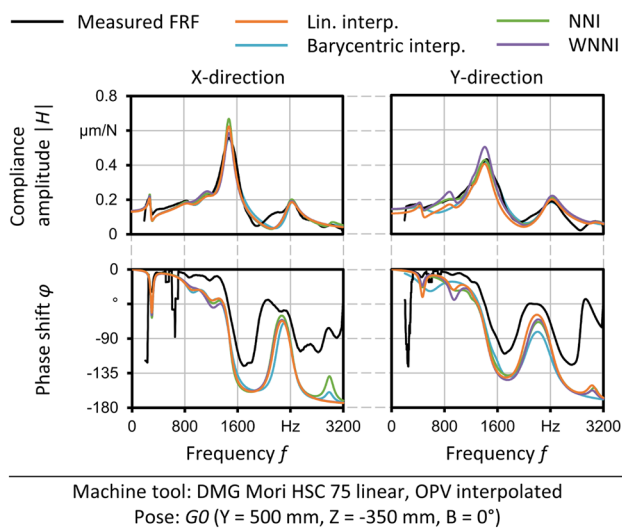 Measured FRF Lin. interp. NNI
Barycentric interp. WNNI
X-direction Y-direction
Compliance
amplitude |H|
0.8
µm/N
0.4
0.2
0
Phase shift φ
0
°
-90
-135
-180
0 800 1600 Hz 3200 0 800 1600 Hz 3200
Frequency f Frequency f
Machine tool: DMG Mori HSC 75 linear, OPV interpolated
Pose: G0 (Y = 500 mm, Z = -350 mm, B = 0°)